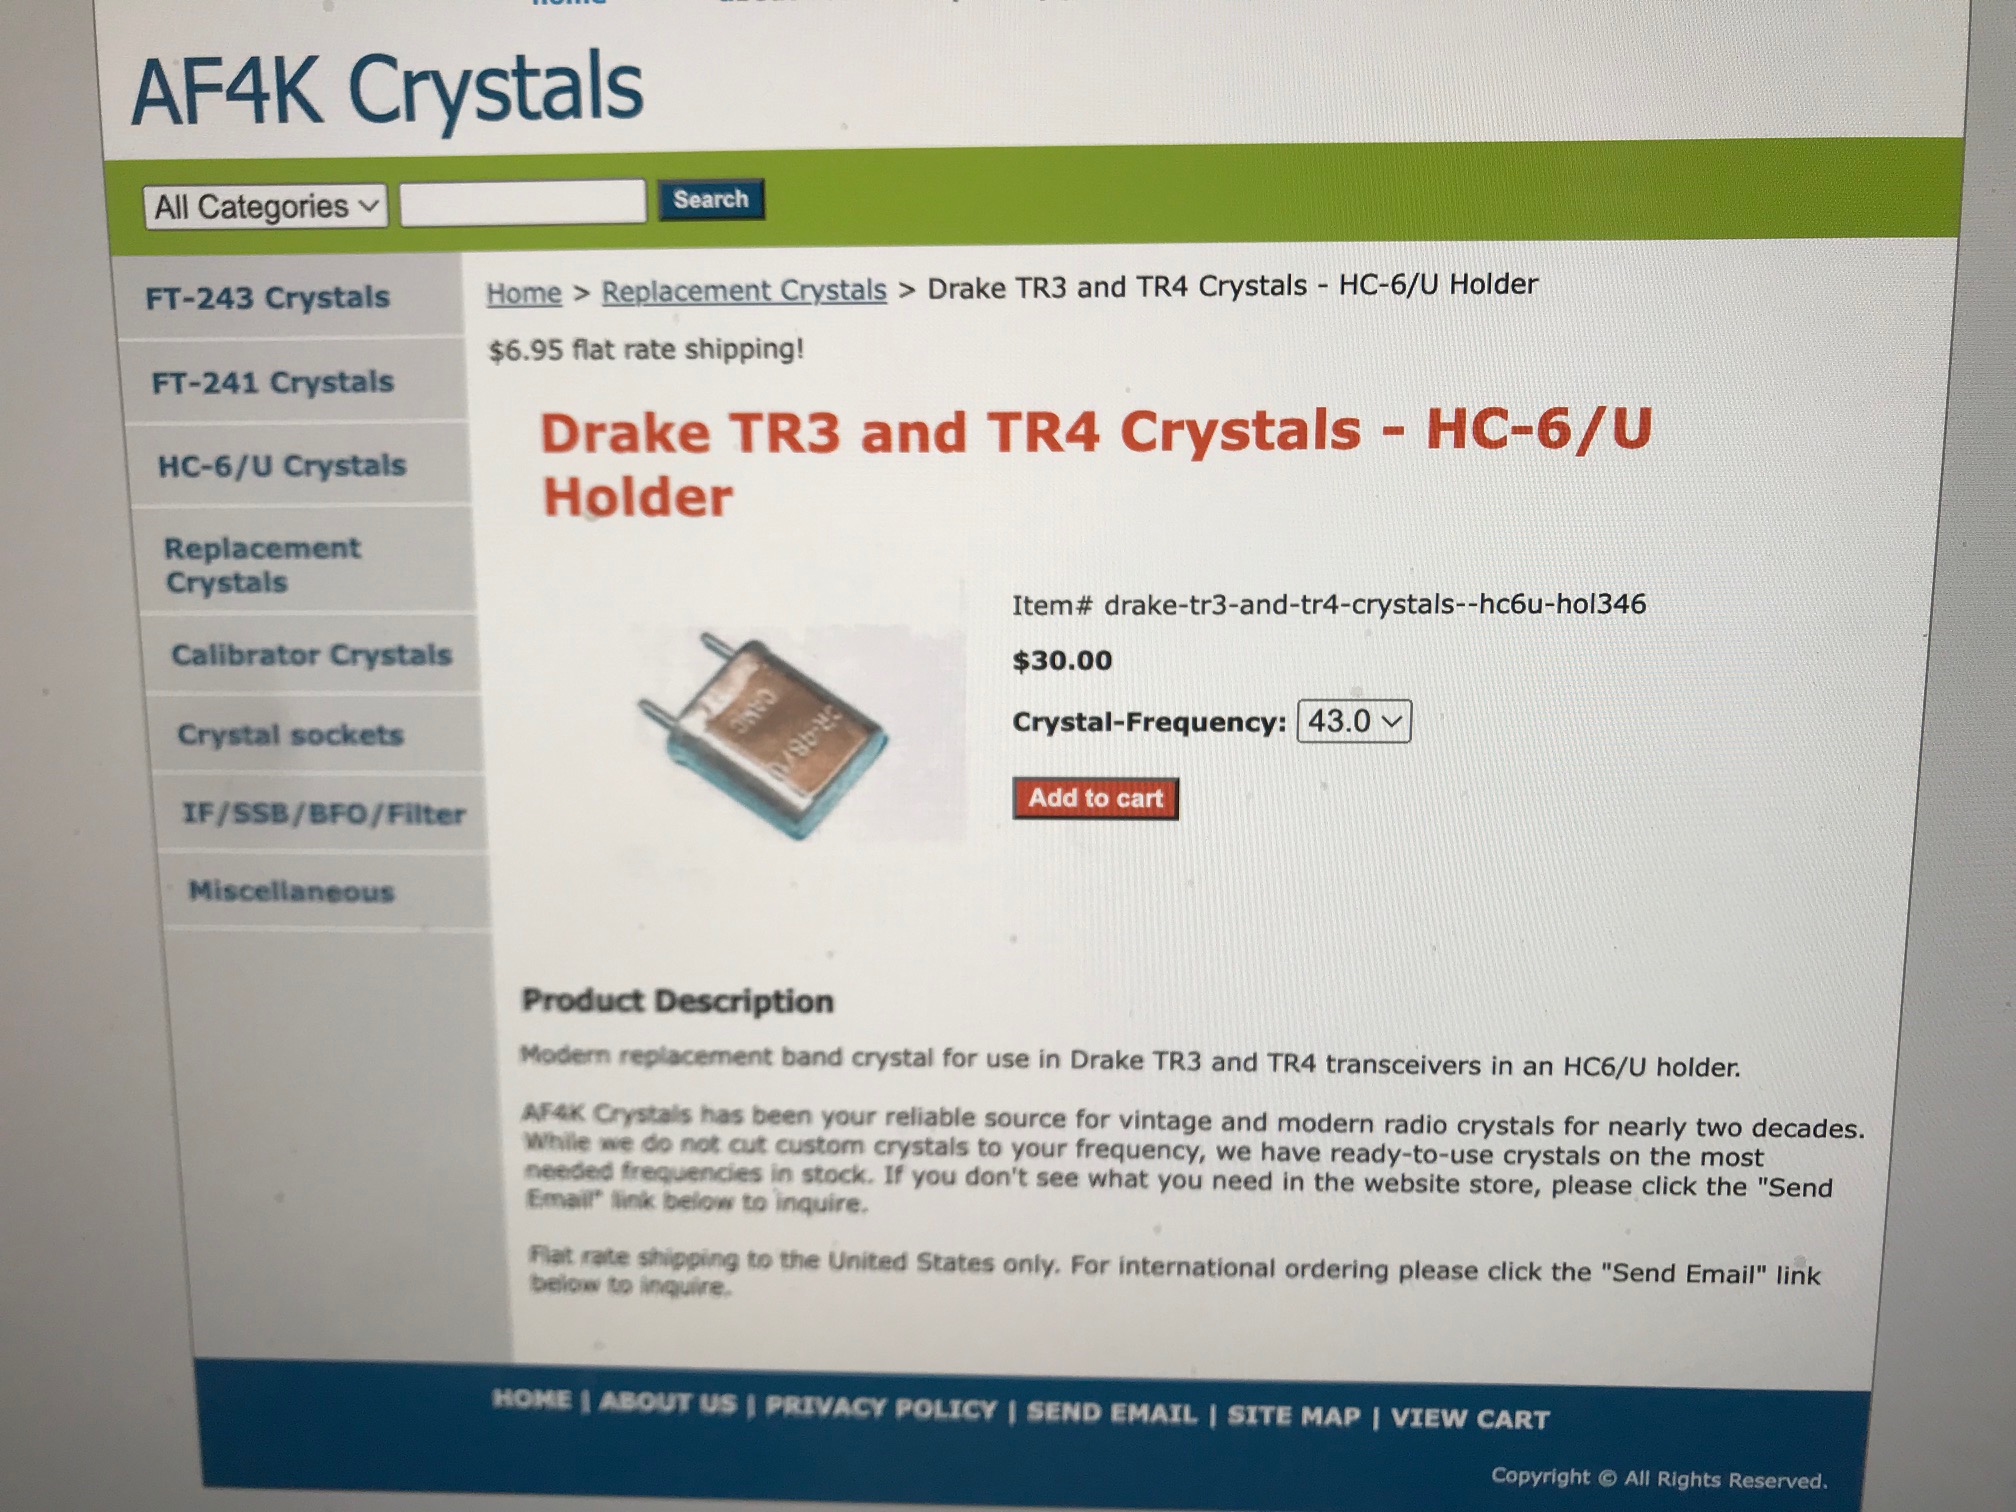 AF4K Crystals
All Categories
Search
FT-243 Crystals
FT-241 Crystals
HC-6/U Crystals
Replacement
Crystals
Calibrator Crystals
Crystal sockets
IF/SSB/BFO/Filter
Miscellaneous
Home > Replacement Crystals > Drake TR3 and TR4 Crystals - HC-6/U Holder
$6.95 flat rate shipping!
Drake TR3 and TR4 Crystals - HC-6/U
Holder
Item# drake-tr3-and-tr4-crystals--hc6u-hol346
$30.00
Crystal-Frequency: 43.0
Add to cart
Product Description
Modern replacement band crystal for use in Drake TR3 and TR4 transceivers in an HC6/U holder.
AF4K Crystals has been your reliable source for vintage and modern radio crystals for nearly two decades.
While we do not cut custom crystals to your frequency, we have ready-to-use crystals on the most
needed frequencies in stock. If you don't see what you need in the website store, please click the "Send
Email" link below to inquire.
Flat rate shipping to the United States only. For international ordering please click the "Send Email" link
below to inquire.
HOME | ABOUT US | PRIVACY POLICY | SEND EMAIL | SITE MAP | VIEW CART
Copyright © All Rights Reserved.